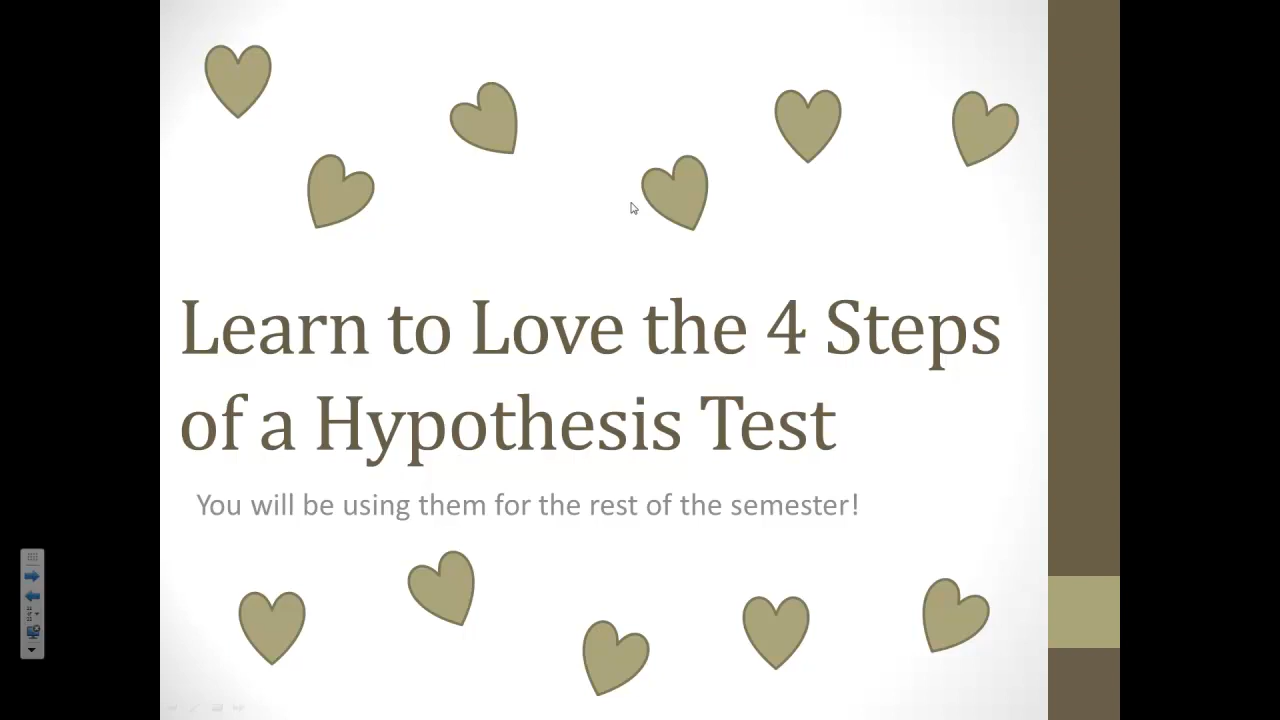 Learn to Love the 4 Steps
of a Hypothesis Test
You will be using them for the rest of the semester!